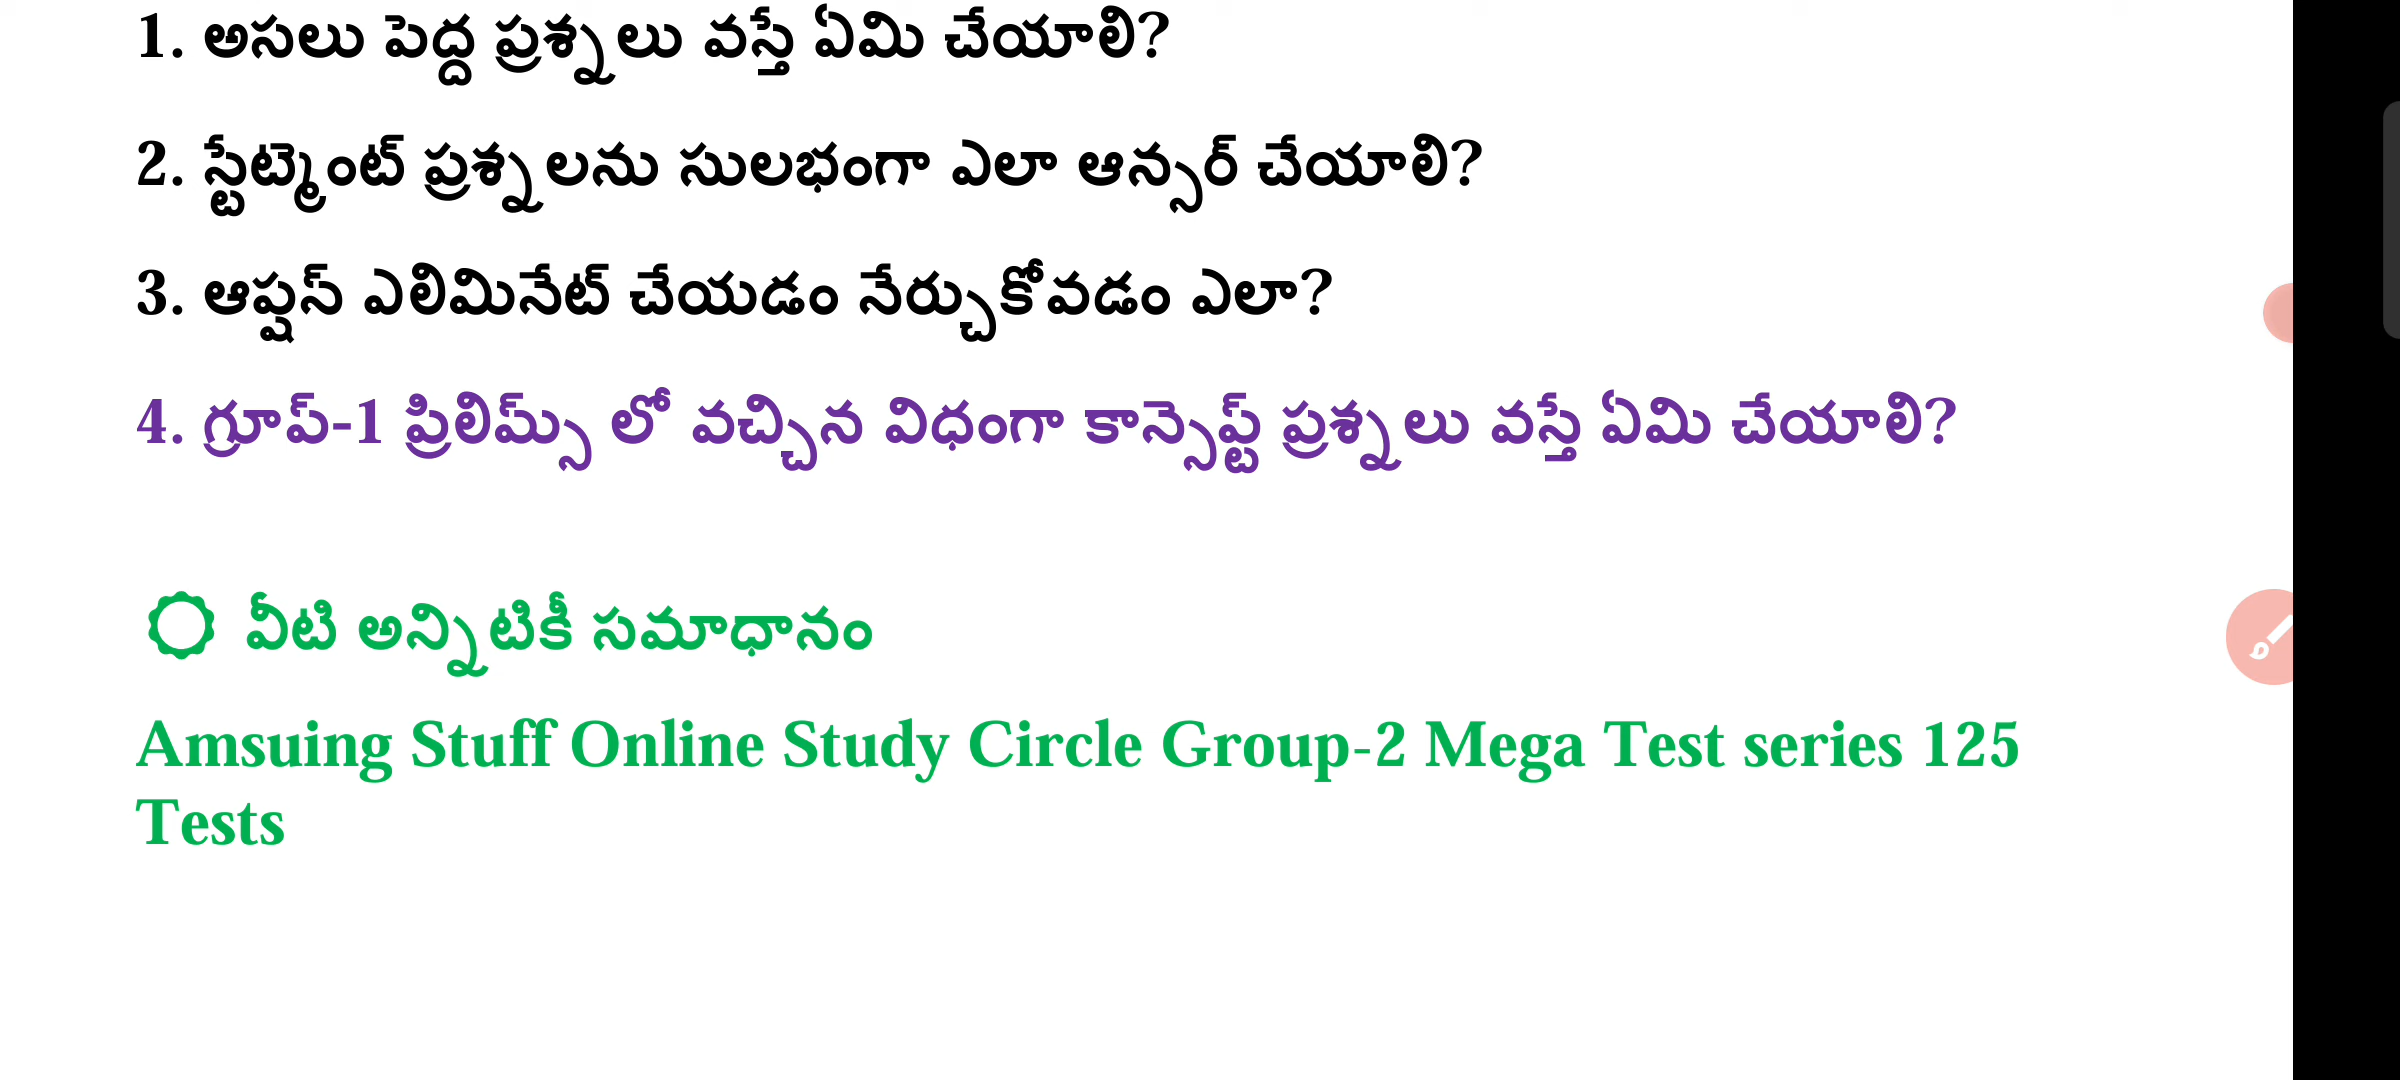 1. అసలు పెద్ద ప్రశ్నలు వస్తే ఏమి చేయాలి?
2. స్టేట్మెంట్ ప్రశ్నలను సులభంగా ఎలా ఆన్సర్ చేయాలి?
3. ఆప్షన్ ఎలిమినేట్ చేయడం నేర్చుకోవడం ఎలా?
4. గ్రూప్-1 ప్రిలిమ్స్ లో వచ్చిన విధంగా కాన్సెప్ట్ ప్రశ్నలు వస్తే ఏమి చేయాలి?
వీటి అన్నిటికీ సమాధానం
Amsuing Stuff Online Study Circle Group-2 Mega Test series 125
Tests